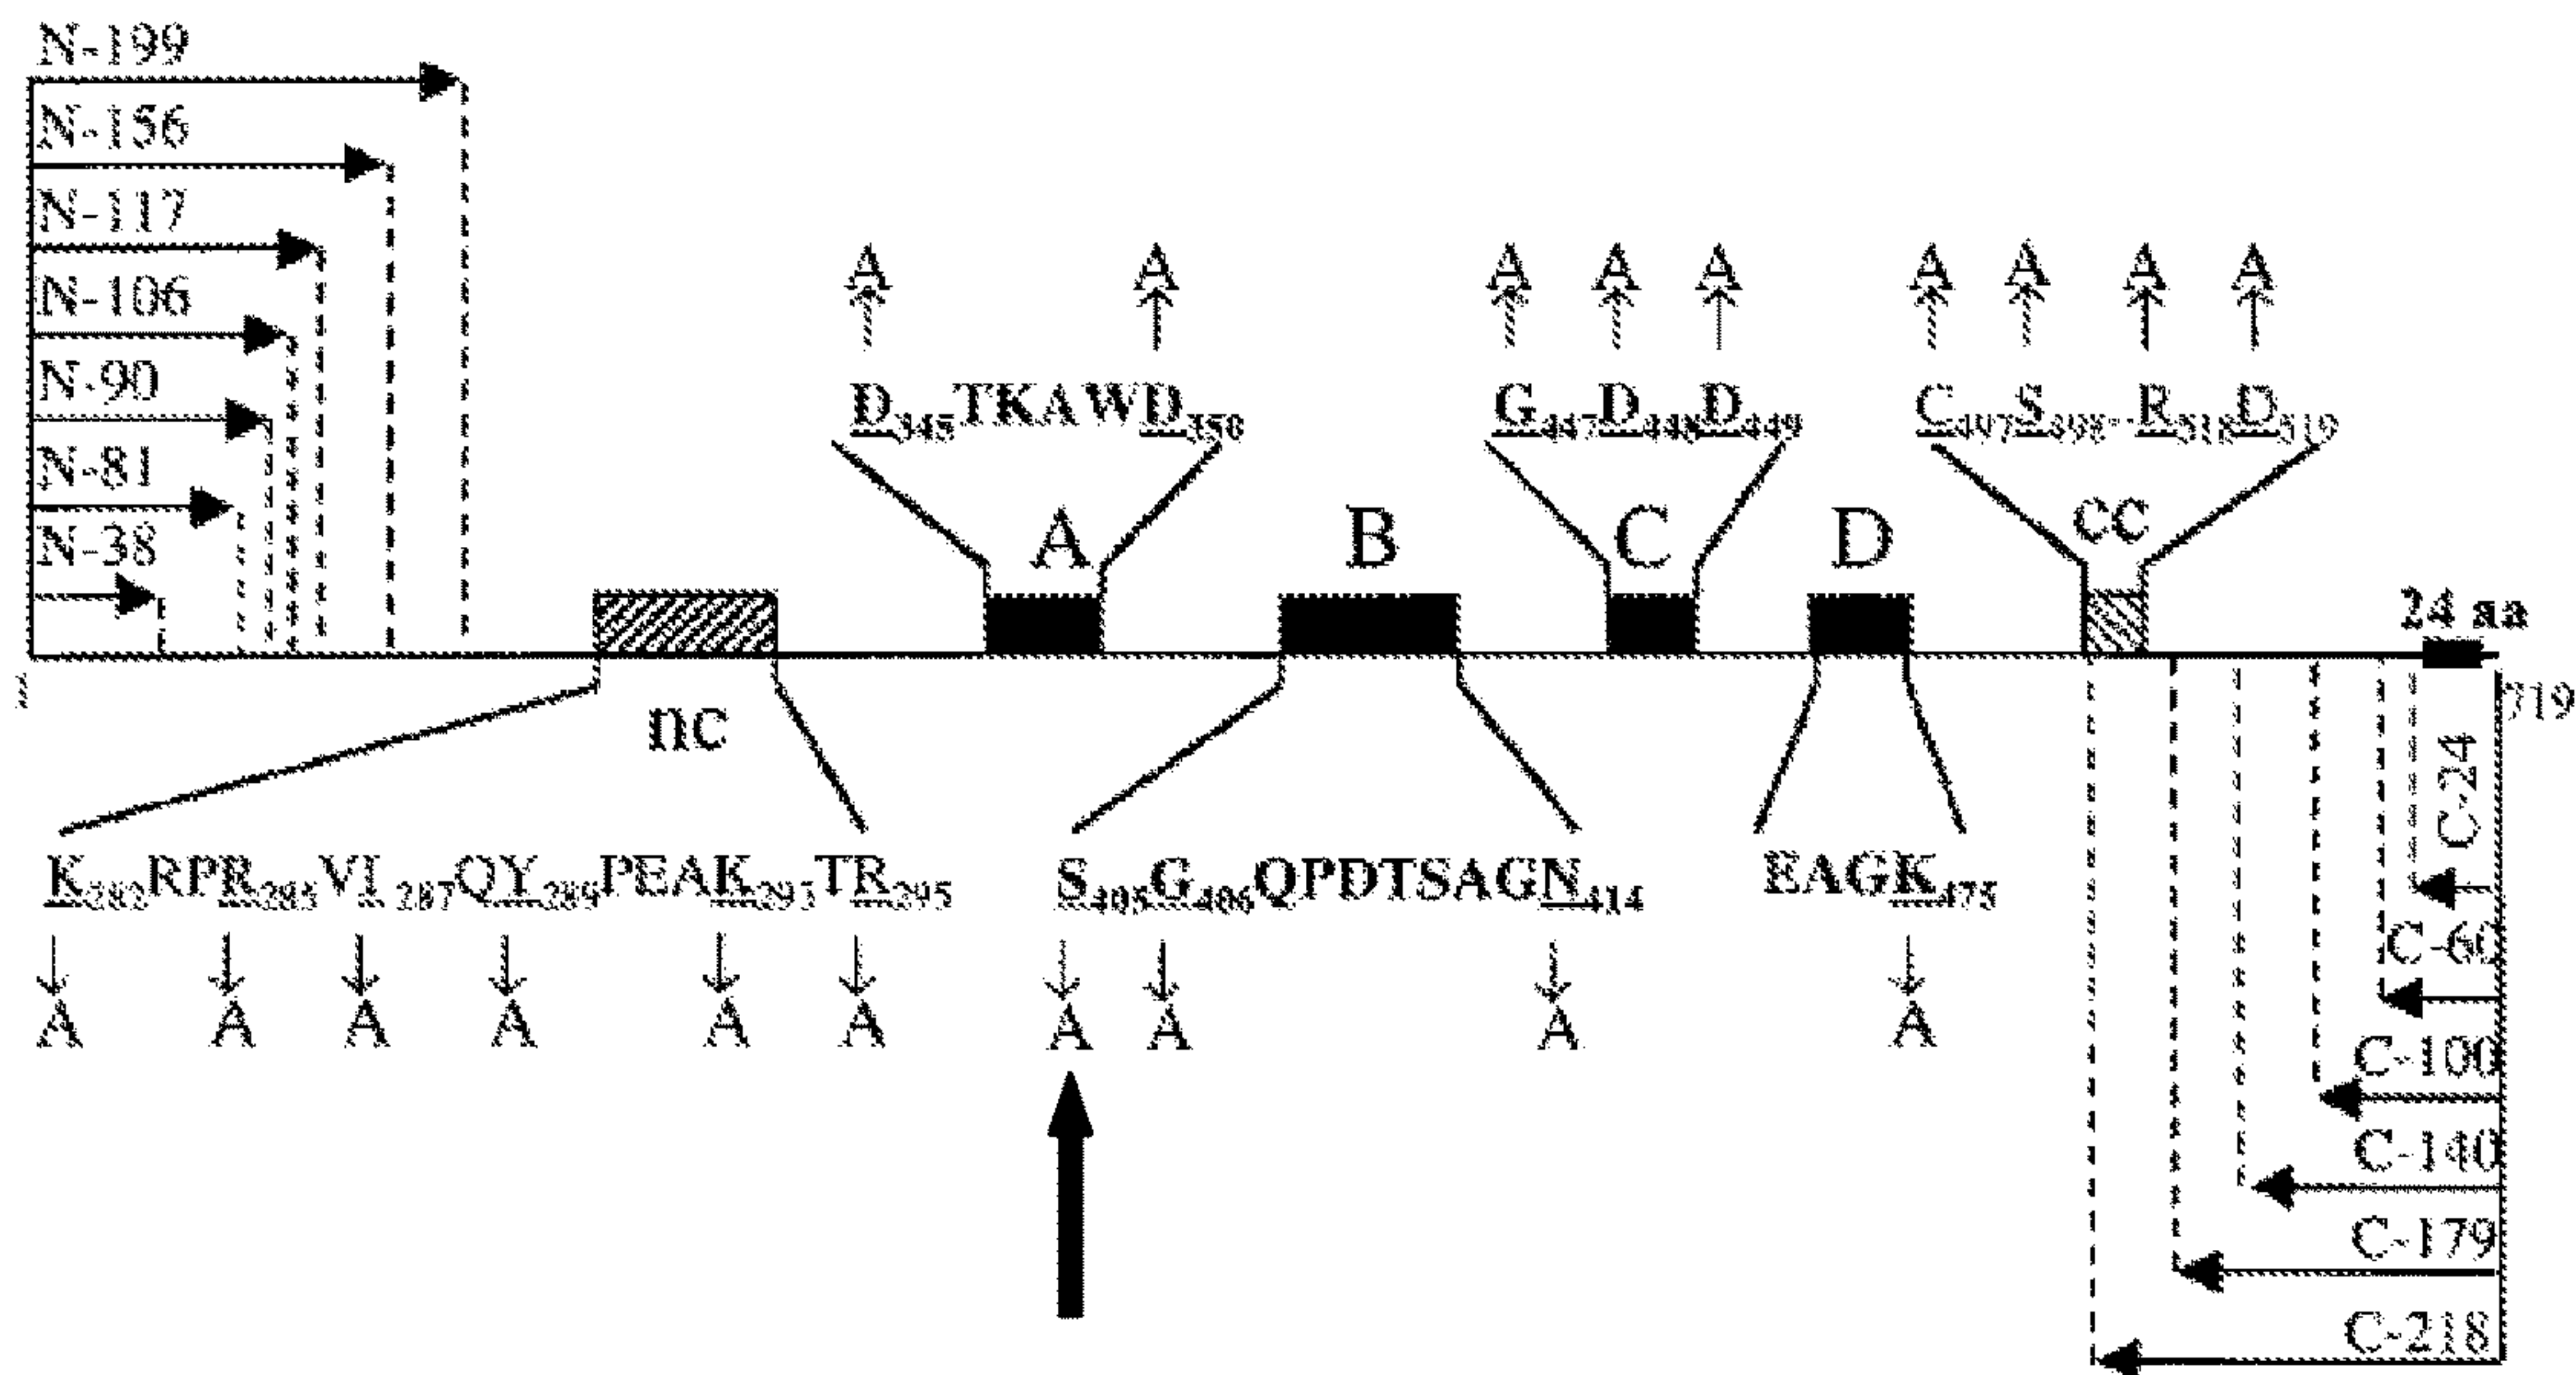 N-199
N-156
N-117
N-106
N-90
N-81
N-38
A A A A A A A A A
D345TKAWD350 G447D448D449 C497S498--R518D519
A B C D CC
24 aa
1 719
nc
K282RPR285VI287QY289PEAK293TR295 S405G406QPDTSAGN414 EAGK475
A A A A A A A A A A
C-24
C-60
C-100
C-140
C-179
C-218